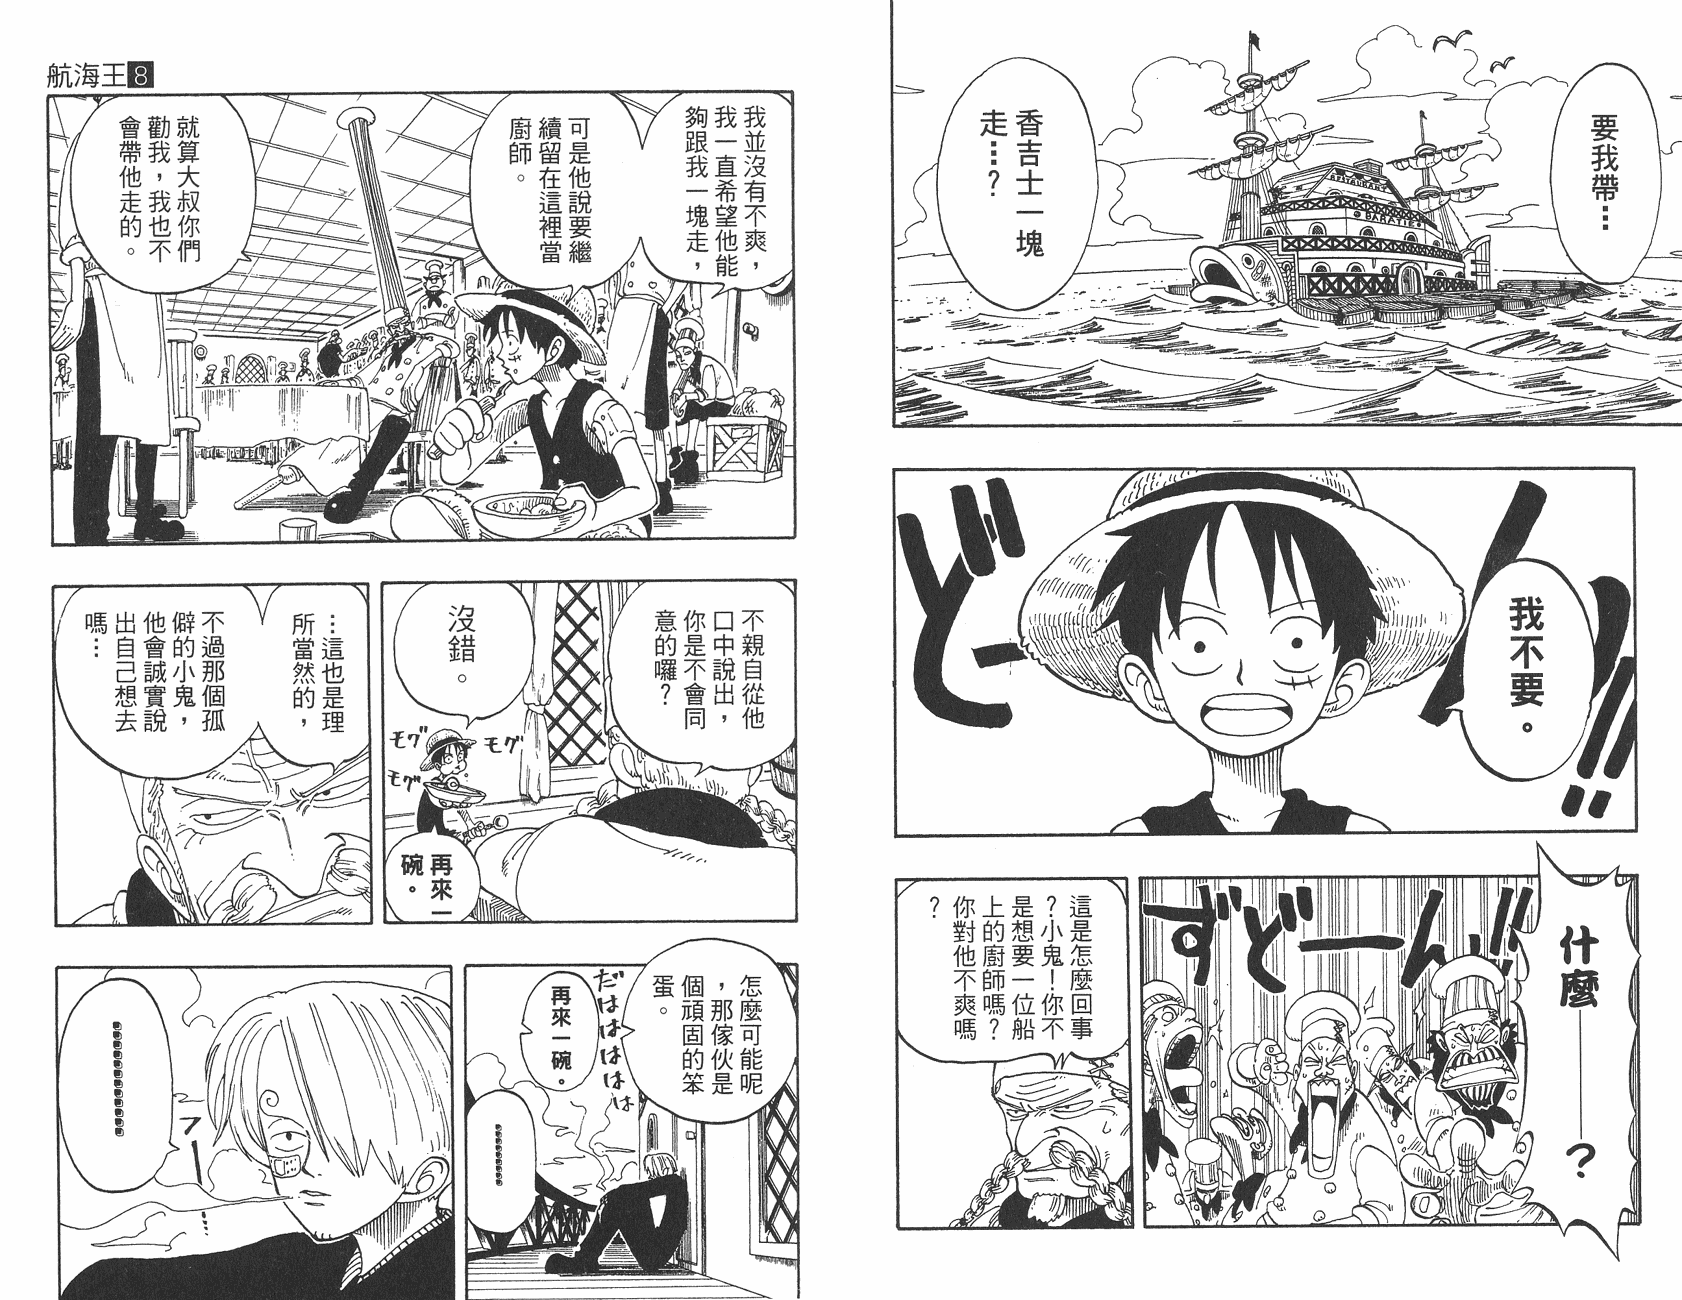 要我帶…
香吉士一塊
走…?
RESTAURANT
BARATIE
ドーン!!
我不要。
什麼——?
ずどーん!!
這是怎麼回事
?小鬼!你不
是想要一位船
上的廚師嗎?
你對他不爽嗎
?
航海王8
我並沒有不爽,
我一直希望他能
夠跟我一塊走,
可是他說要繼
續留在這裡當
廚師。
就算大叔你們
勸我,我也不
會帶他走的。
不親自從他
口中說出,
你是不會同
意的囉?
沒錯。
モグ
モグ
モグ
再來一
碗。
…這也是理
所當然的,
不過那個孤
僻的小鬼,
他會誠實說
出自己想去
嗎…
怎麼可能呢
,那傢伙是
個頑固的笨
蛋。
だはははははは
再來一碗。
…………
…………
フーッ…